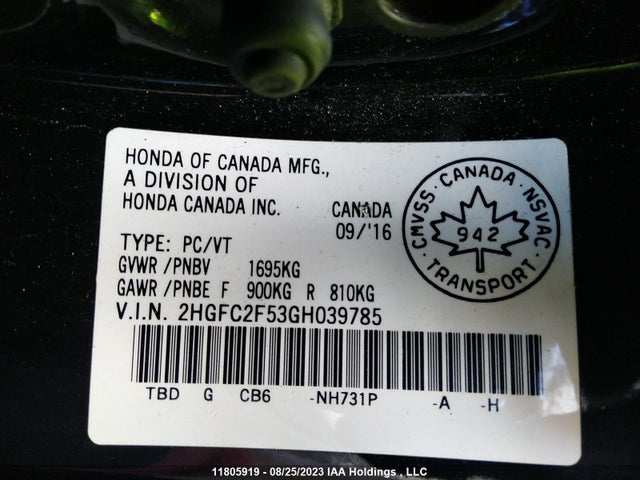 HONDA OF CANADA MFG.,
A DIVISION OF
HONDA CANADA INC.
CANADA
09/'16
TYPE: PC/VT
GVWR /PNBV 1695KG
GAWR /PNBE F 900KG R 810KG
V.I.N. 2HGFC2F53GH039785
TBD G CB6 -NH731P -A -H
CMVSS · CANADA · NSVAC
942
· TRANSPORT ·
11805919 - 08/25/2023 IAA Holdings , LLC